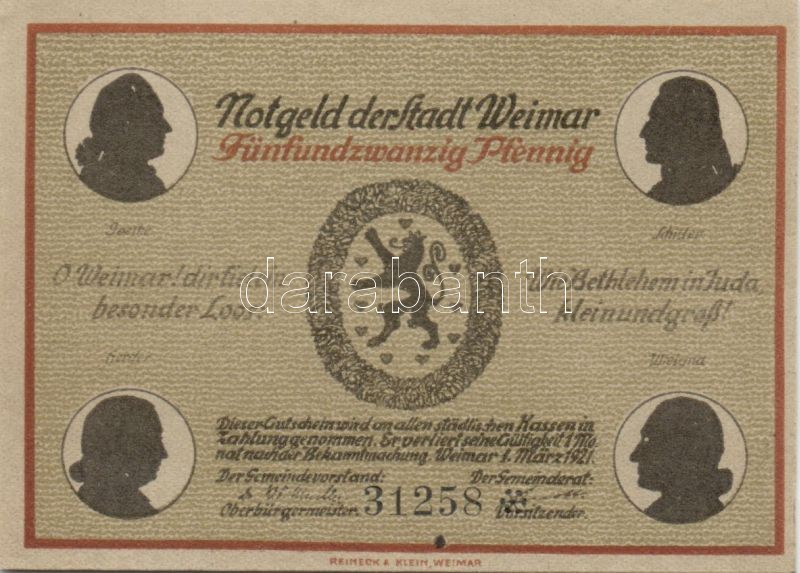 Notgeld der Stadt Weimar
Fünfundzwanzig Pfennig
Goethe
Schiller
O Weimar! dir fiel ein
besonder Loos:
Wie Bethlehem in Juda,
klein und groß!
darabanth
Herder
Wieland
Dieser Gutschein wird an allen städtischen Kassen in
Zahlung genommen. Er verliert seine Gültigkeit 1 Mo
nat nach der Bekanntmachung. Weimar 1. März 1921.
Der Gemeindevorstand: Der Gemeinderat:
Oberbürgermeister. 31258 Vorsitzender.
REINECK & KLEIN, WEIMAR